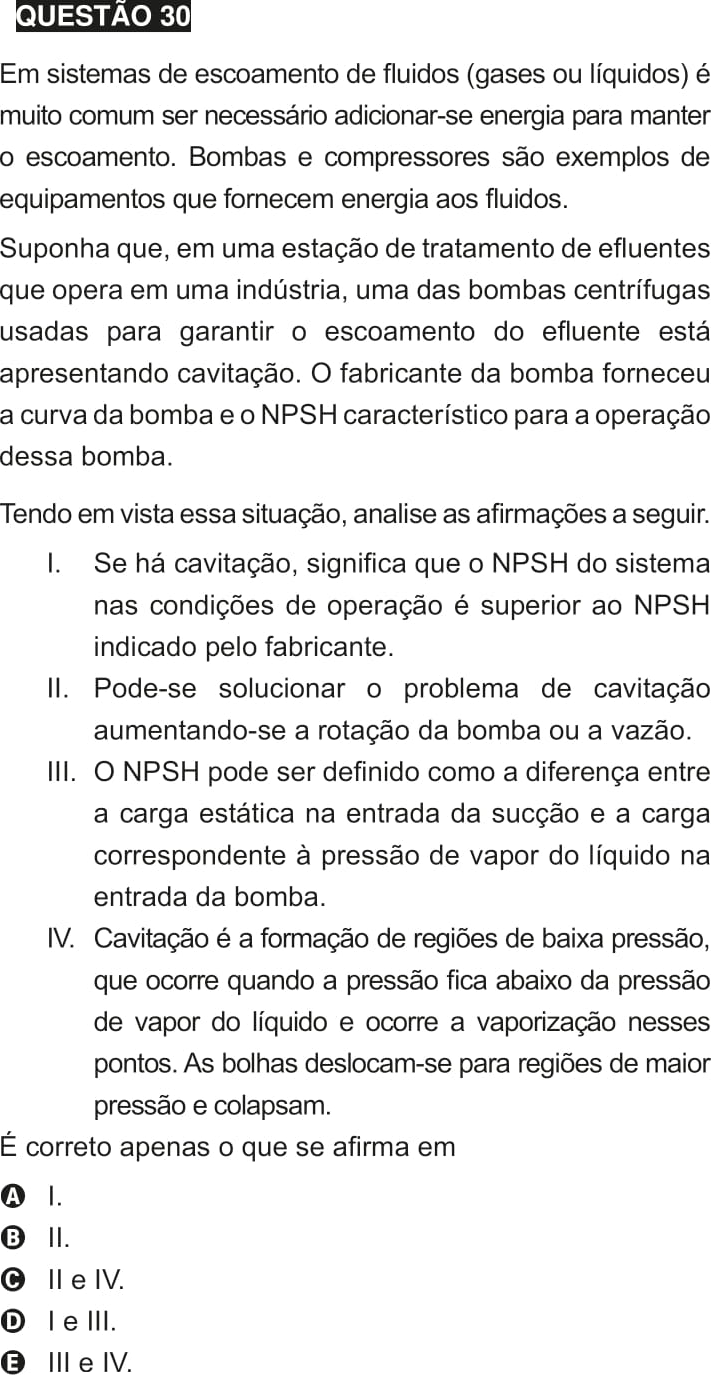 QUESTÃO 30
Em sistemas de escoamento de fluidos (gases ou líquidos) é
muito comum ser necessário adicionar-se energia para manter
o escoamento. Bombas e compressores são exemplos de
equipamentos que fornecem energia aos fluidos.
Suponha que, em uma estação de tratamento de efluentes
que opera em uma indústria, uma das bombas centrífugas
usadas para garantir o escoamento do efluente está
apresentando cavitação. O fabricante da bomba forneceu
a curva da bomba e o NPSH característico para a operação
dessa bomba.
Tendo em vista essa situação, analise as afirmações a seguir.
I. Se há cavitação, significa que o NPSH do sistema
nas condições de operação é superior ao NPSH
indicado pelo fabricante.
II. Pode-se solucionar o problema de cavitação
aumentando-se a rotação da bomba ou a vazão.
III. O NPSH pode ser definido como a diferença entre
a carga estática na entrada da sucção e a carga
correspondente à pressão de vapor do líquido na
entrada da bomba.
IV. Cavitação é a formação de regiões de baixa pressão,
que ocorre quando a pressão fica abaixo da pressão
de vapor do líquido e ocorre a vaporização nesses
pontos. As bolhas deslocam-se para regiões de maior
pressão e colapsam.
É correto apenas o que se afirma em
A I.
B II.
C II e IV.
D I e III.
E III e IV.